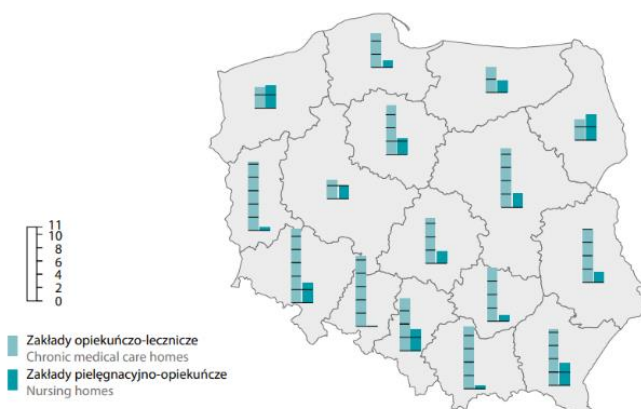 11
10
8
6
4
2
0
Zakłady opiekuńczo-lecznicze
Chronic medical care homes
Zakłady pielęgnacyjno-opiekuńcze
Nursing homes